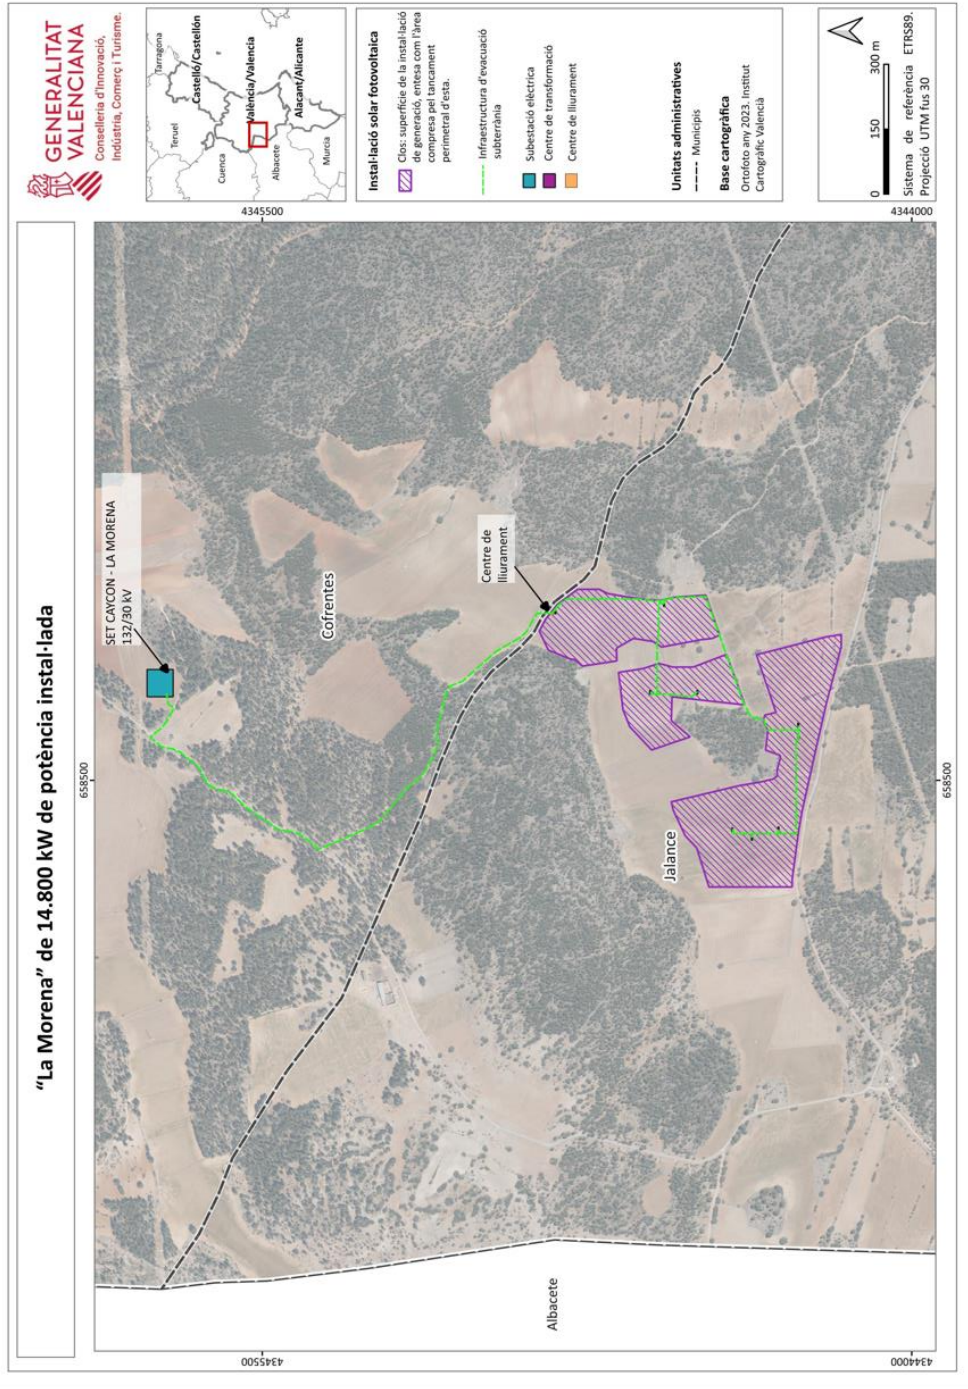 "La Morena" de 14.800 kW de potència instal·lada
GENERALITAT
VALENCIANA
Conselleria d'Innovació,
Indústria, Comerç i Turisme.
Tarragona
Teruel
Castelló/Castellón
Cuenca
València/Valencia
Albacete
Alacant/Alicante
Murcia
Instal·lació solar fotovoltaica
Clos: superfície de la instal·lació
de generació, entesa com l'àrea
compresa pel tancament
perimetral d'esta.
Infraestructura d'evacuació
subterrània
Subestació elèctrica
Centre de transformació
Centre de lliurament
Unitats administratives
Municipis
Base cartogràfica
Ortofoto any 2023. Institut
Cartogràfic Valencià
0 150 300 m
Sistema de referència ETRS89.
Projecció UTM fus 30
658500
4345500
4345500
SET CAYCON - LA MORENA
132/30 kV
Cofrentes
Centre de
lliurament
Jalance
Albacete
4344000
4344000
658500